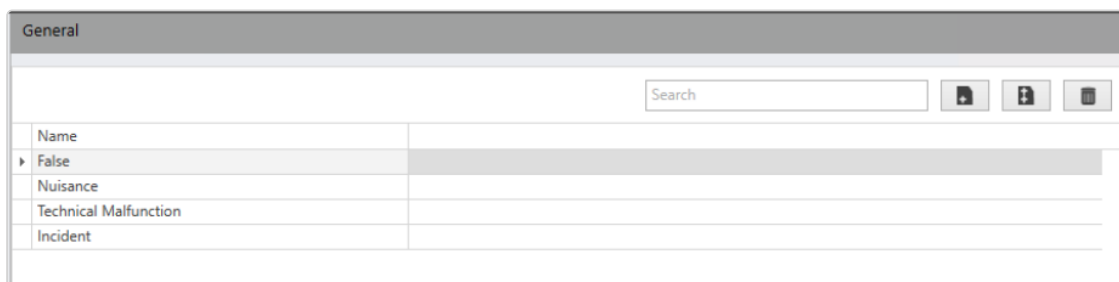 General
Search
Name
False
Nuisance
Technical Malfunction
Incident